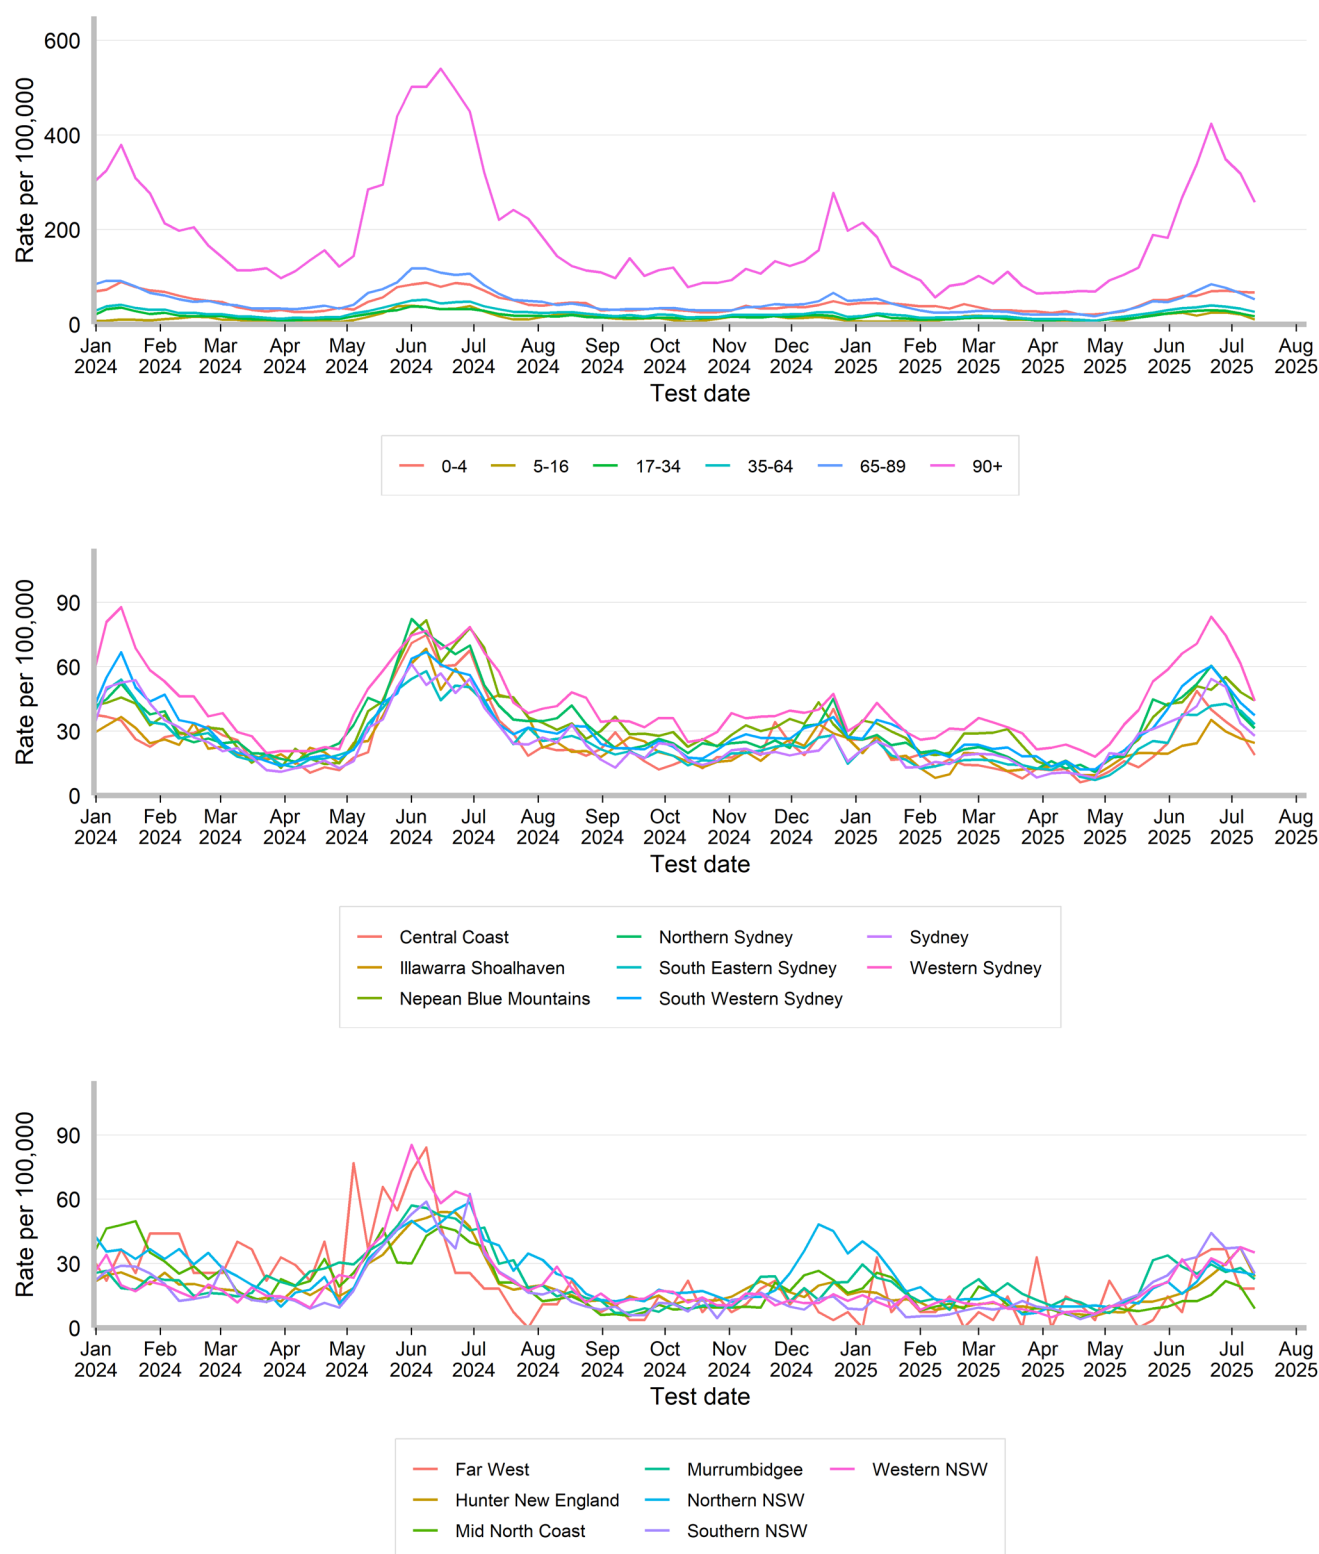 Rate per 100,000
600
400
200
0
Jan Feb Mar Apr May Jun Jul Aug Sep Oct Nov Dec Jan Feb Mar Apr May Jun Jul Aug
2024 2024 2024 2024 2024 2024 2024 2024 2024 2024 2024 2024 2025 2025 2025 2025 2025 2025 2025 2025
Test date
0-4 5-16 17-34 35-64 65-89 90+
Rate per 100,000
90
60
30
0
Jan Feb Mar Apr May Jun Jul Aug Sep Oct Nov Dec Jan Feb Mar Apr May Jun Jul Aug
2024 2024 2024 2024 2024 2024 2024 2024 2024 2024 2024 2024 2025 2025 2025 2025 2025 2025 2025 2025
Test date
Central Coast Northern Sydney Sydney
Illawarra Shoalhaven South Eastern Sydney Western Sydney
Nepean Blue Mountains South Western Sydney
Rate per 100,000
90
60
30
0
Jan Feb Mar Apr May Jun Jul Aug Sep Oct Nov Dec Jan Feb Mar Apr May Jun Jul Aug
2024 2024 2024 2024 2024 2024 2024 2024 2024 2024 2024 2024 2025 2025 2025 2025 2025 2025 2025 2025
Test date
Far West Murrumbidgee Western NSW
Hunter New England Northern NSW
Mid North Coast Southern NSW